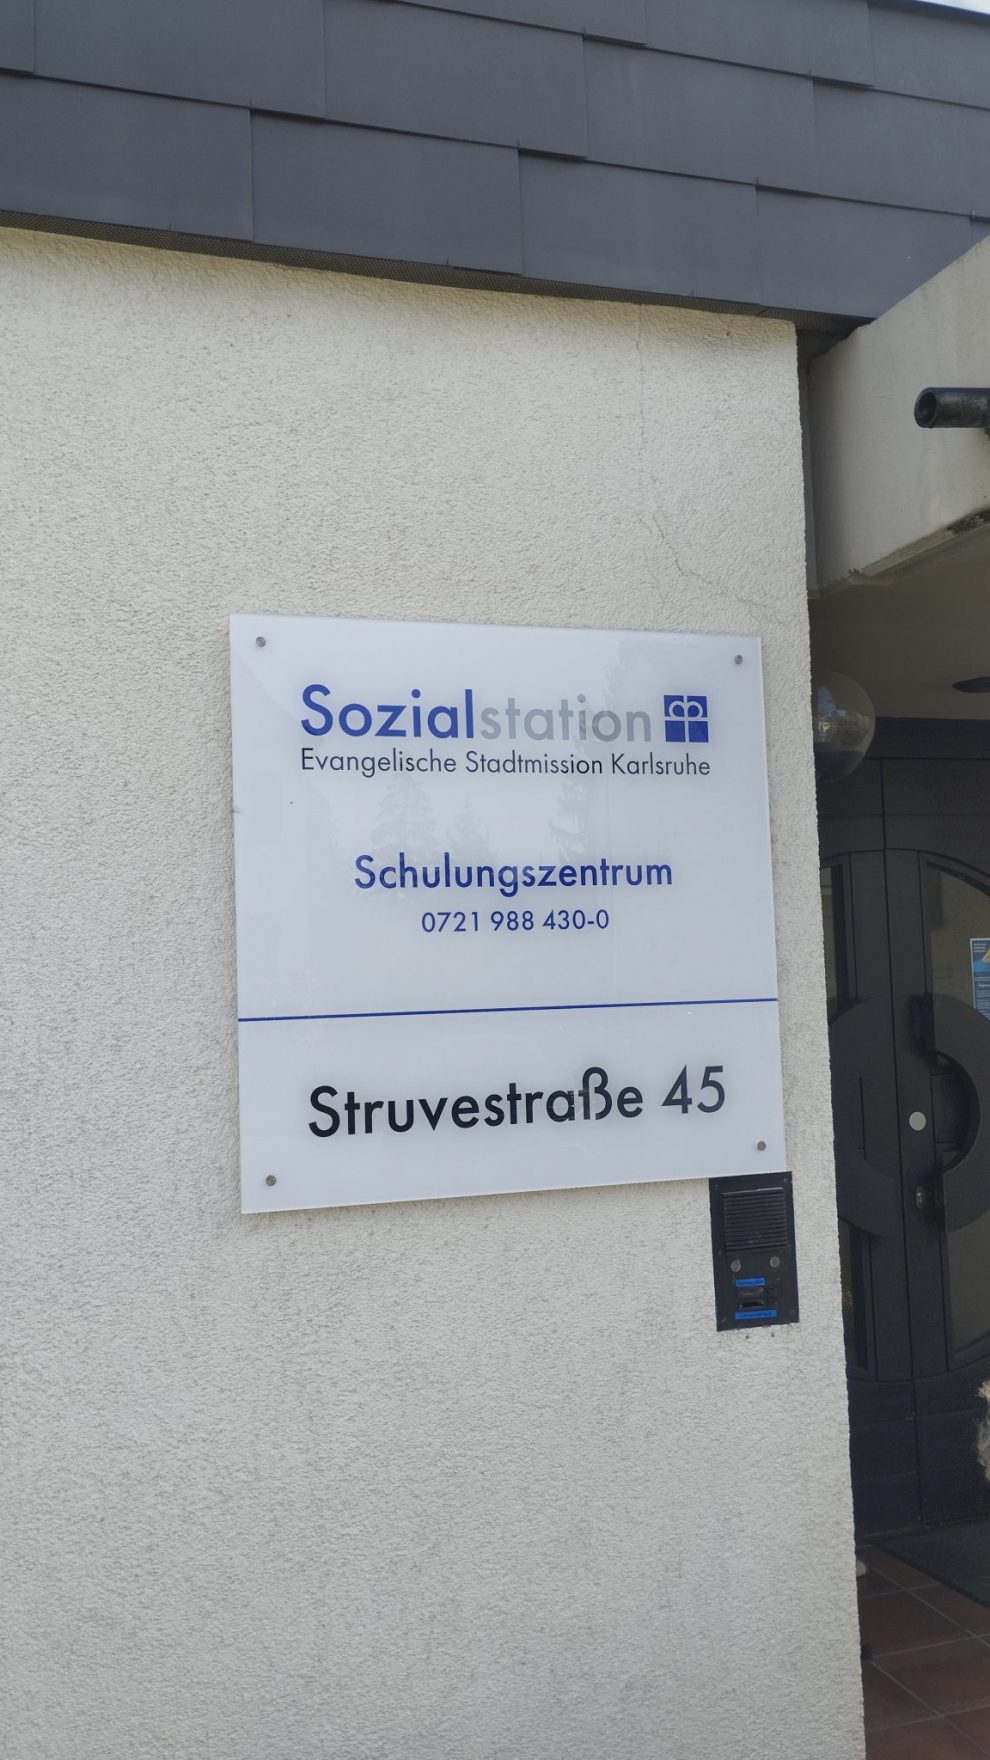 Sozialstation
Evangelische Stadtmission Karlsruhe
Schulungszentrum
0721 988 430-0
Struvestraße 45